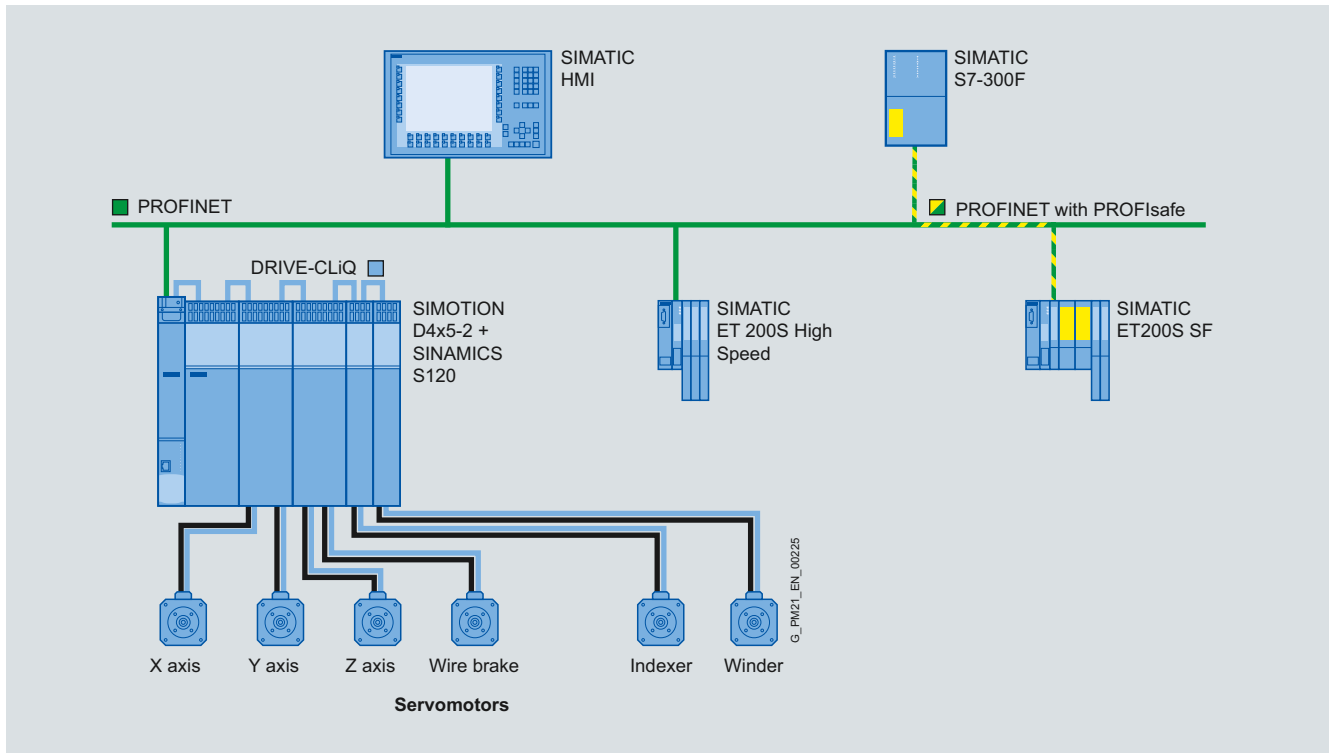 SIMATIC
HMI
SIMATIC
S7-300F
PROFINET
PROFINET with PROFIsafe
DRIVE-CLiQ
SIMOTION
D4x5-2 +
SINAMICS
S120
SIMATIC
ET 200S High
Speed
SIMATIC
ET200S SF
G_PM21_EN_00225
X axis
Y axis
Z axis
Wire brake
Indexer
Winder
Servomotors